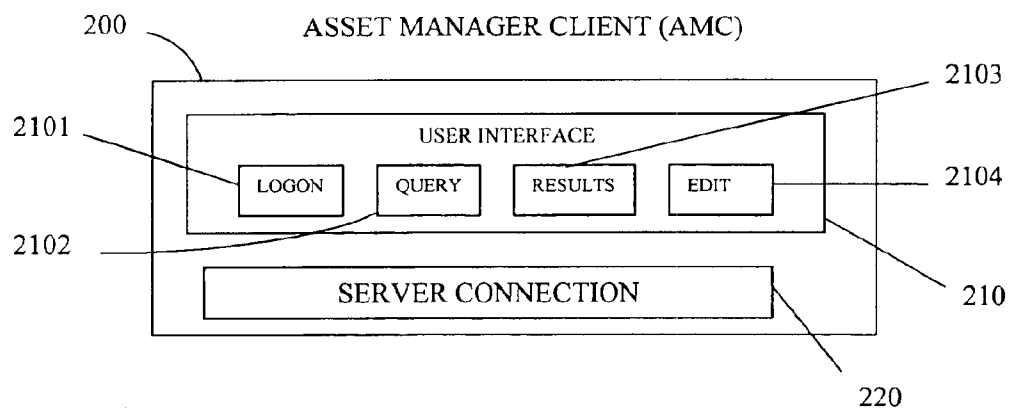 ASSET MANAGER CLIENT (AMC)
200
2103
2101
USER INTERFACE
LOGON
QUERY
RESULTS
EDIT
2104
2102
SERVER CONNECTION
210
220